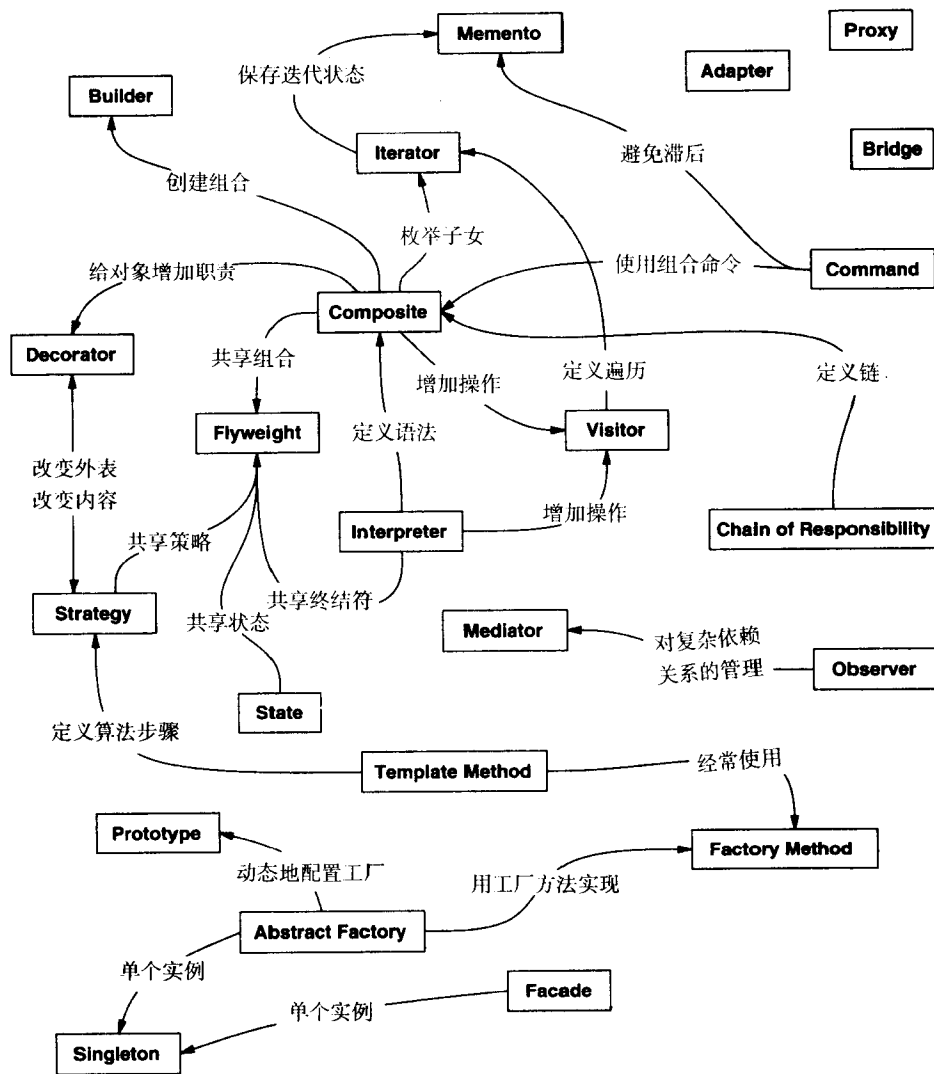 Proxy
Memento
Adapter
保存迭代状态
Builder
避免滞后
Bridge
Iterator
创建组合
枚举子女
给对象增加职责
使用组合命令
Command
Composite
Decorator
共享组合
增加操作
定义遍历
定义链
Flyweight
定义语法
Visitor
改变外表
改变内容
增加操作
Interpreter
Chain of Responsibility
共享策略
共享终结符
Strategy
共享状态
Mediator
对复杂依赖
关系的管理
Observer
State
定义算法步骤
Template Method
经常使用
Prototype
Factory Method
动态地配置工厂
用工厂方法实现
Abstract Factory
单个实例
Facade
单个实例
Singleton